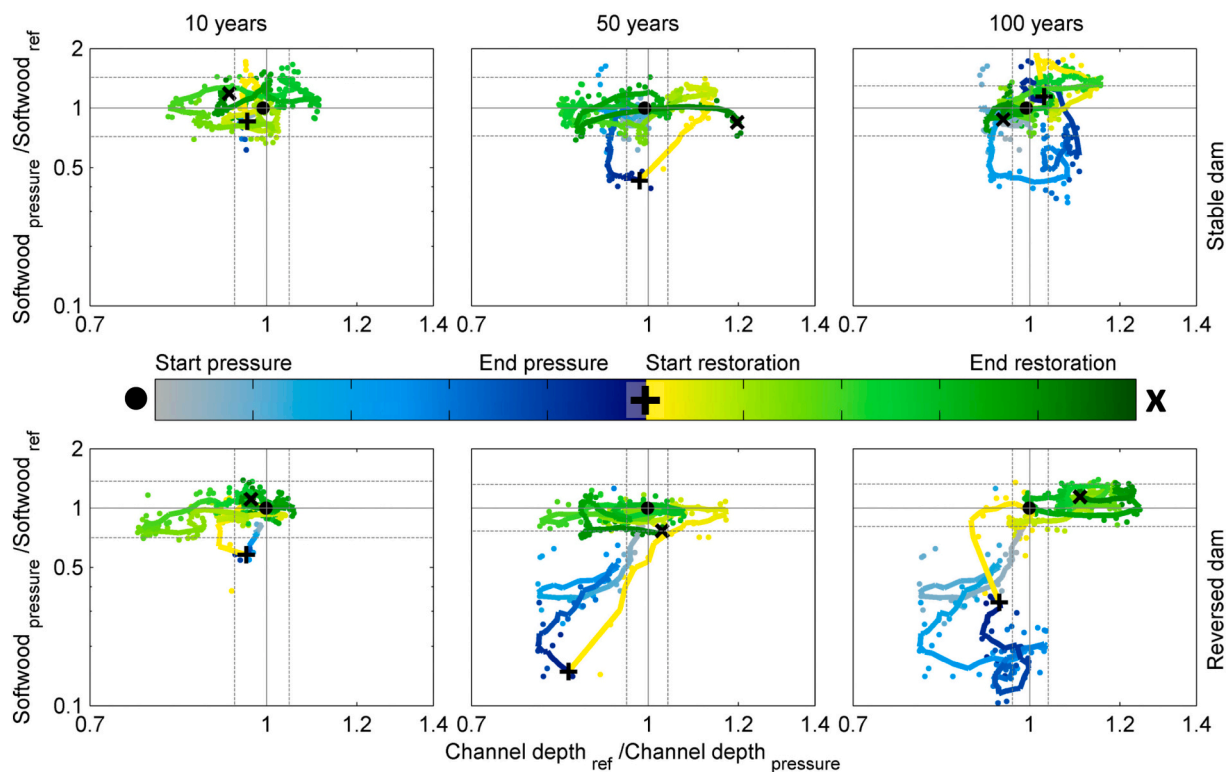 10 years 50 years 100 years
2 1 0.5 0.1
Softwood pressure /Softwood ref
0.7 1 1.2 1.4 0.7 1 1.2 1.4 0.7 1 1.2 1.4
Stable dam
Start pressure End pressure Start restoration End restoration
X
2 1 0.5 0.1
Softwood pressure /Softwood ref
0.7 1 1.2 1.4 0.7 1 1.2 1.4 0.7 1 1.2 1.4
Reversed dam
Channel depth ref /Channel depth pressure